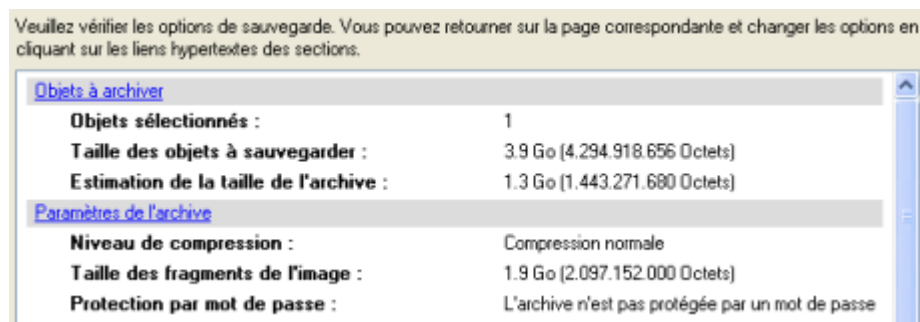 Veuillez vérifier les options de sauvegarde. Vous pouvez retourner sur la page correspondante et changer les options en
cliquant sur les liens hypertextes des sections.
Objets à archiver
Objets sélectionnés : 1
Taille des objets à sauvegarder : 3.9 Go (4.294.918.656 Octets)
Estimation de la taille de l'archive : 1.3 Go (1.443.271.680 Octets)
Paramètres de l'archive
Niveau de compression : Compression normale
Taille des fragments de l'image : 1.9 Go (2.097.152.000 Octets)
Protection par mot de passe : L'archive n'est pas protégée par un mot de passe